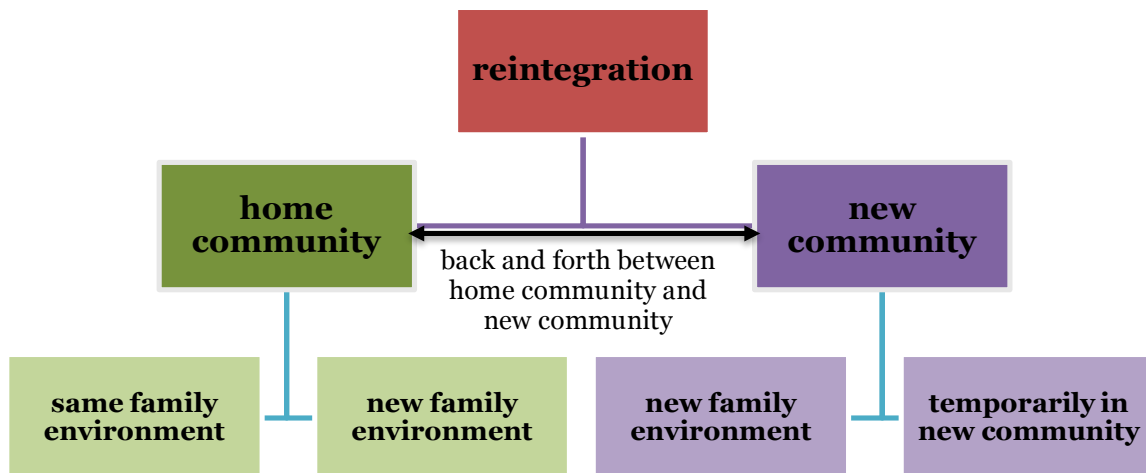 reintegration
home
community
new
community
back and forth between
home community and
new community
same family
environment
new family
environment
new family
environment
temporarily in
new community